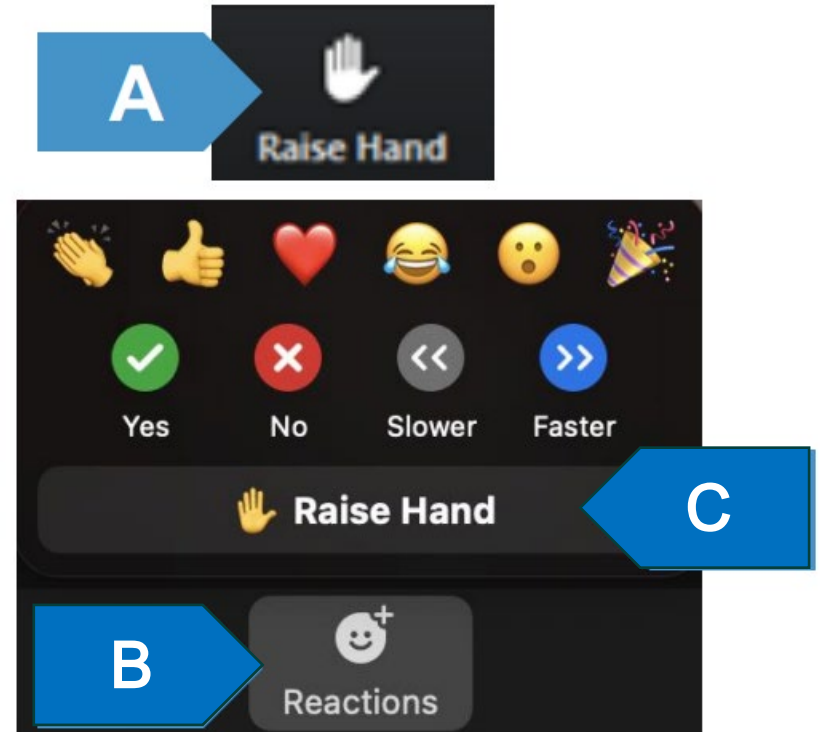 A
Raise Hand
Yes No Slower Faster
Raise Hand
C
B
Reactions